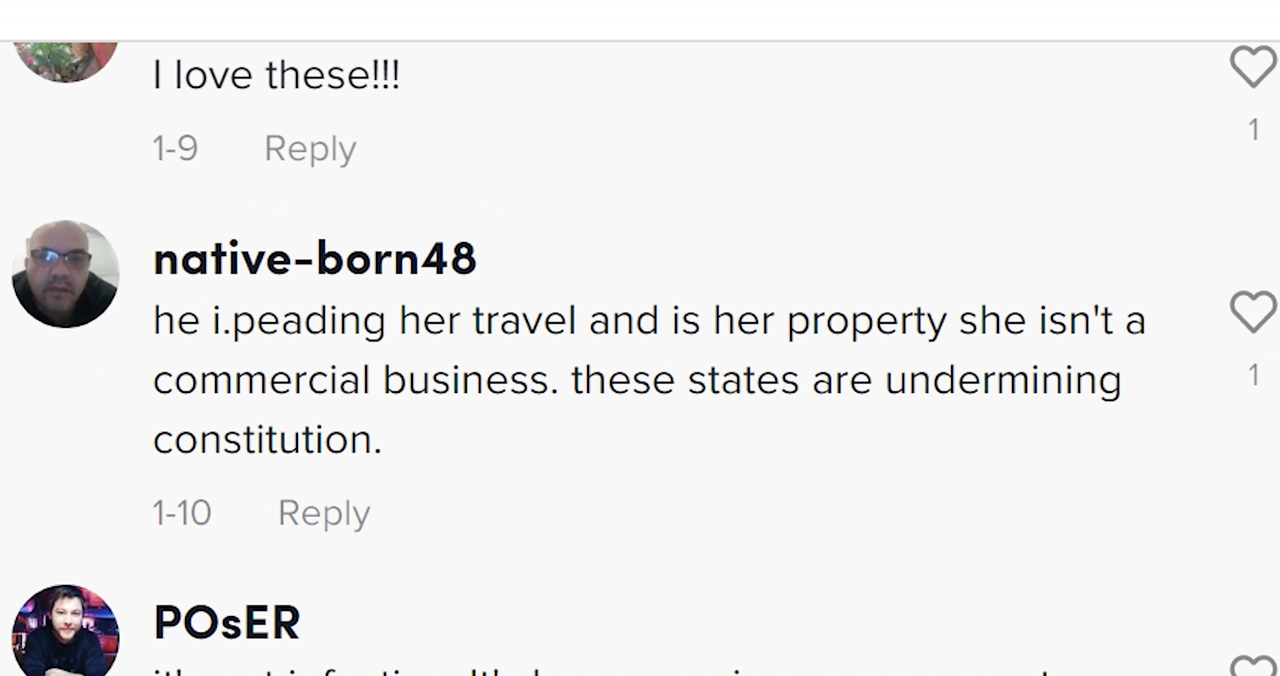 I love these!!!
1
1-9 Reply
native-born48
he i.peading her travel and is her property she isn't a
commercial business. these states are undermining
constitution.
1
1-10 Reply
POsER